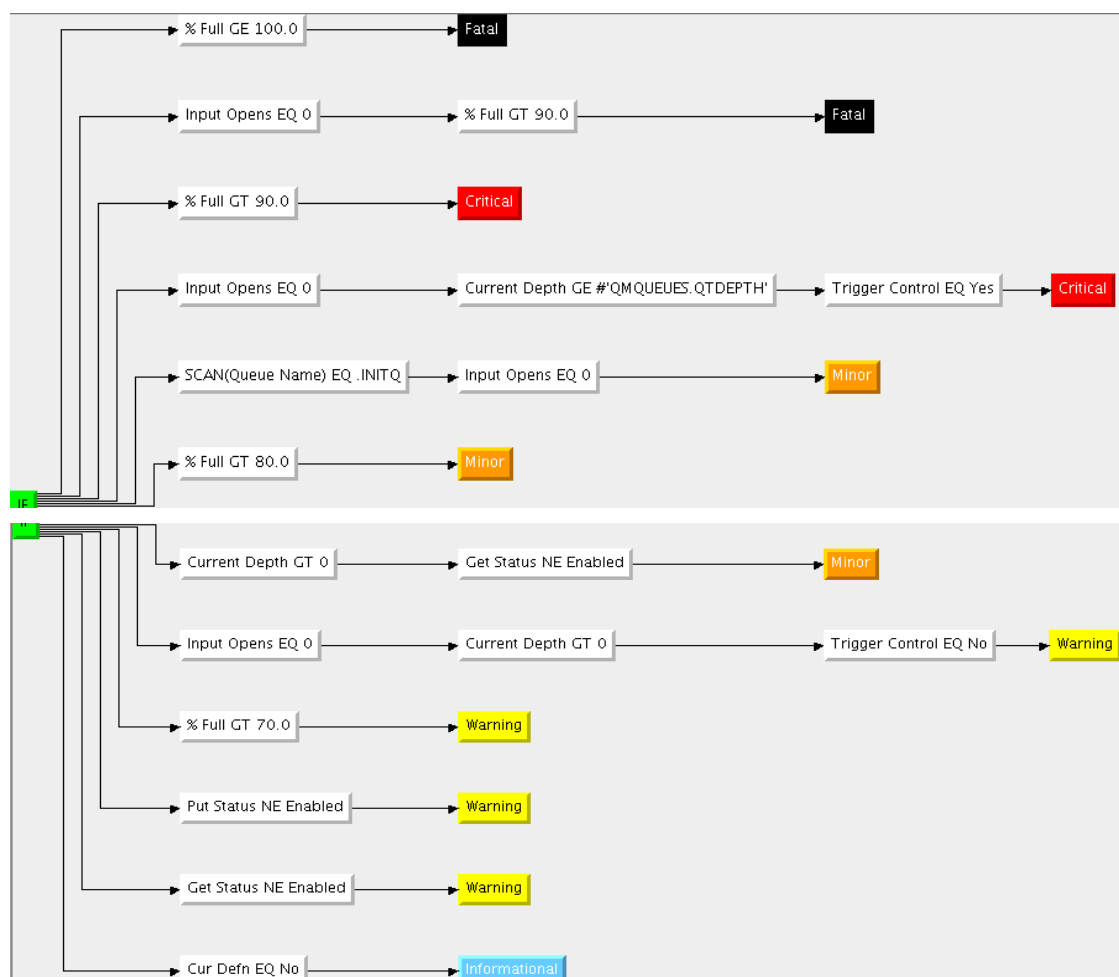 % Full GE 100.0 Fatal
Input Opens EQ 0 % Full GT 90.0 Fatal
% Full GT 90.0 Critical
Input Opens EQ 0 Current Depth GE #'QMQUEUES.QTDEPTH' Trigger Control EQ Yes Critical
SCAN(Queue Name) EQ .INITQ Input Opens EQ 0 Minor
% Full GT 80.0 Minor
IF
Current Depth GT 0 Get Status NE Enabled Minor
Input Opens EQ 0 Current Depth GT 0 Trigger Control EQ No Warning
% Full GT 70.0 Warning
Put Status NE Enabled Warning
Get Status NE Enabled Warning
Cur Defn EQ No Informational